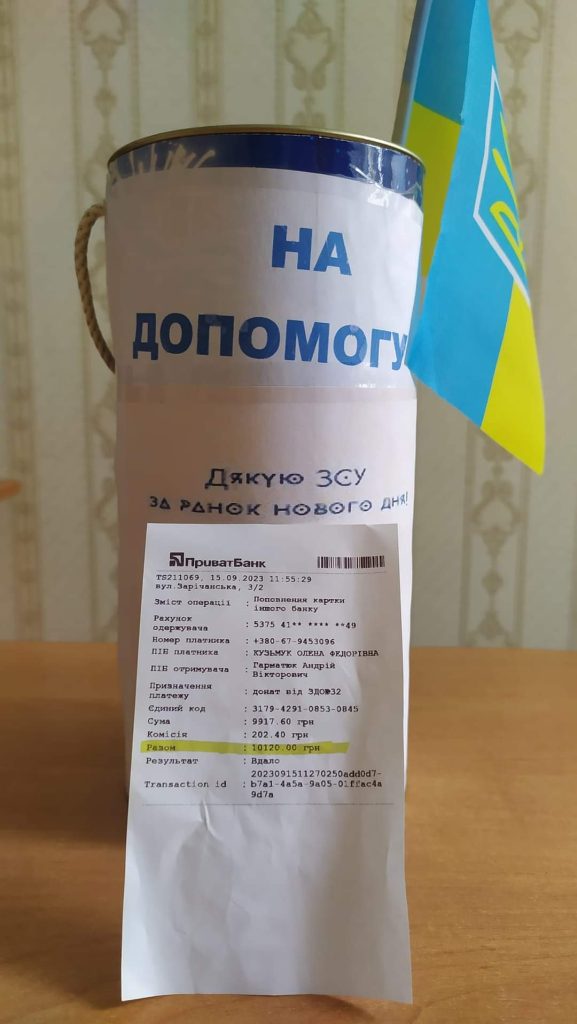 НА
ДОПОМОГУ
Дякую ЗСУ
за ранок нового дня!
ПриватБанк
TS211069, 15.09.2023 11:55:29
вул.Зарічанська, 3/2
Зміст операції : Поповнення картки
іншого банку
Рахунок
одержувача : 5375 41** **** **49
Номер платника : +380-67-9453096
ПІБ платника : КУЗЬМУК ОЛЕНА ФЕДОРІВНА
ПІБ отримувача : Гарматюк Андрій
Вікторович
Призначення
платежу : донат від ЗДО№32
Єдиний код : 3179-4291-0853-0845
Сума : 9917.60 грн
Комісія : 202.40 грн
Разом : 10120.00 грн
Результат : Вдало
Transaction id : 2023091511270250add0d7-
b7a1-4a5a-9a05-01ffac4a
9d7a